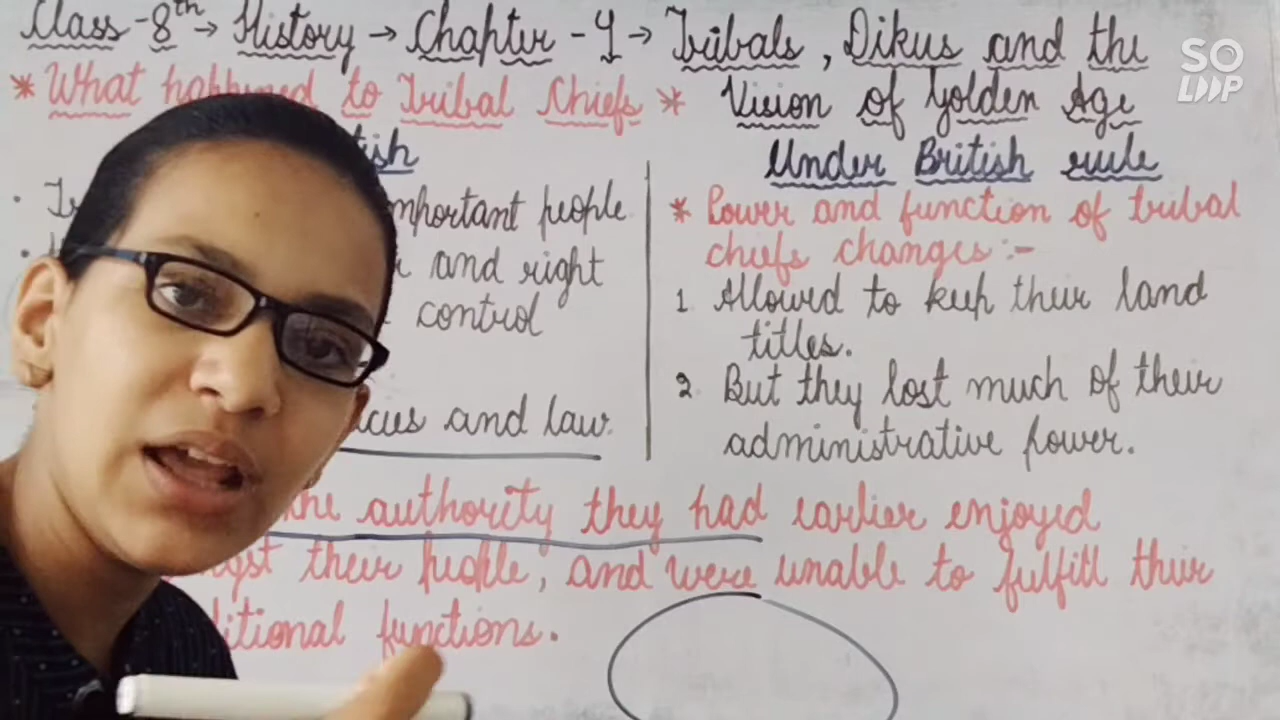 Class - 8th → History → Chapter - 4 → Tribals, Dikus and the
Vision of Golden Age
* What happened to Tribal Chiefs *
Under British rule
mportant people
and right
control
and law.
* Power and function of tribal
chiefs changes :-
1. Allowed to keep their land
titles.
2. But they lost much of their
administrative power.
the authority they had earlier enjoyed
their people, and were unable to fulfill their
ditional functions.
SO
LOOP